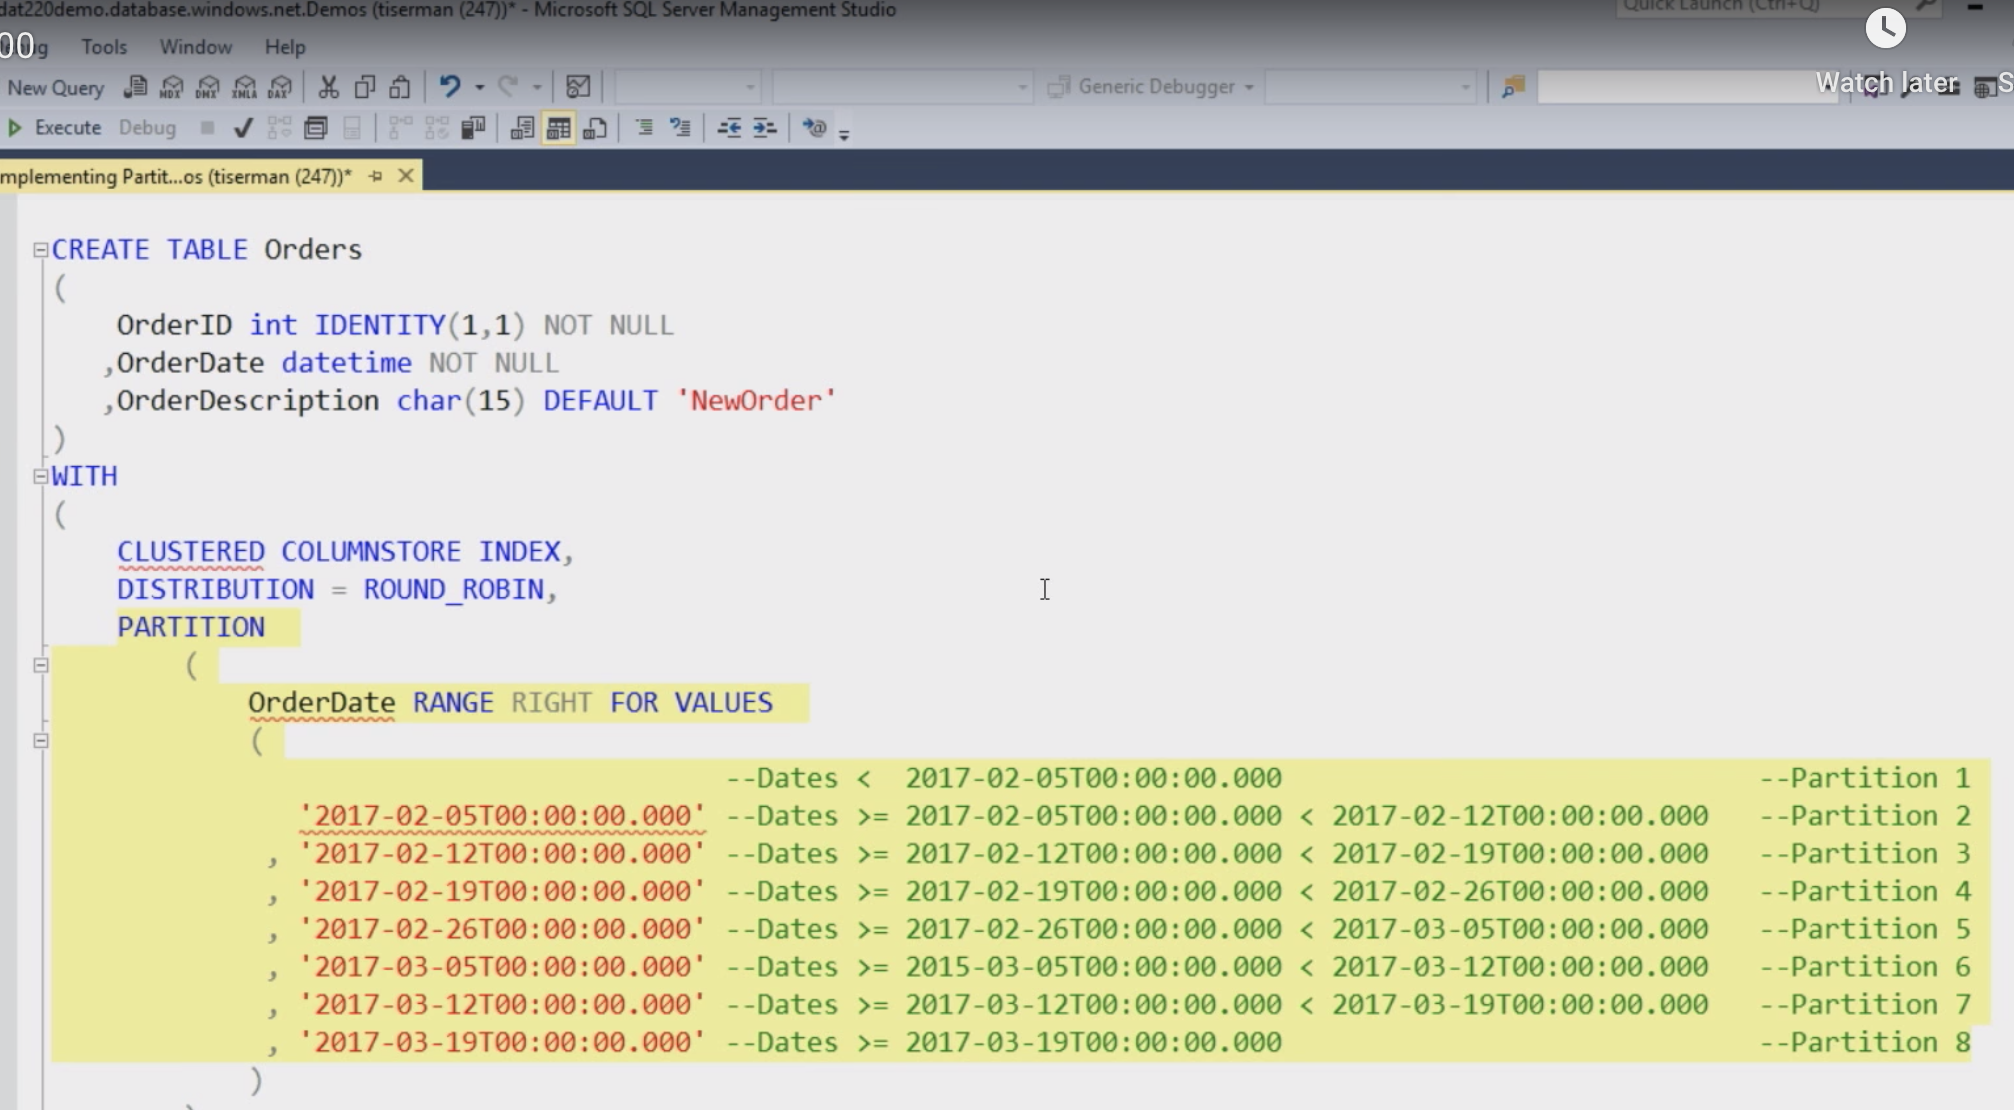 dat220demo.database.windows.net.Demos (tiserman (247))* - Microsoft SQL Server Management Studio
Quick Launch (Ctrl+Q)
00
Tools Window Help
New Query MDX DMX XMLA DAX Generic Debugger
Watch later
Execute Debug
mplementing Partit...os (tiserman (247))*
CREATE TABLE Orders
(
OrderID int IDENTITY(1,1) NOT NULL
,OrderDate datetime NOT NULL
,OrderDescription char(15) DEFAULT 'NewOrder'
)
WITH
(
CLUSTERED COLUMNSTORE INDEX,
DISTRIBUTION = ROUND_ROBIN,
PARTITION
(
OrderDate RANGE RIGHT FOR VALUES
(
--Dates < 2017-02-05T00:00:00.000 --Partition 1
'2017-02-05T00:00:00.000' --Dates >= 2017-02-05T00:00:00.000 < 2017-02-12T00:00:00.000 --Partition 2
, '2017-02-12T00:00:00.000' --Dates >= 2017-02-12T00:00:00.000 < 2017-02-19T00:00:00.000 --Partition 3
, '2017-02-19T00:00:00.000' --Dates >= 2017-02-19T00:00:00.000 < 2017-02-26T00:00:00.000 --Partition 4
, '2017-02-26T00:00:00.000' --Dates >= 2017-02-26T00:00:00.000 < 2017-03-05T00:00:00.000 --Partition 5
, '2017-03-05T00:00:00.000' --Dates >= 2015-03-05T00:00:00.000 < 2017-03-12T00:00:00.000 --Partition 6
, '2017-03-12T00:00:00.000' --Dates >= 2017-03-12T00:00:00.000 < 2017-03-19T00:00:00.000 --Partition 7
, '2017-03-19T00:00:00.000' --Dates >= 2017-03-19T00:00:00.000 --Partition 8
)